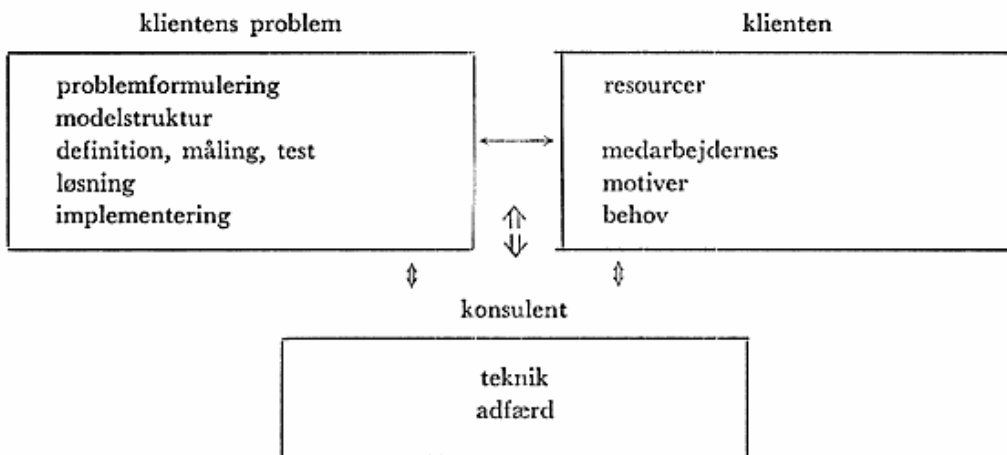 klientens problem
problemformulering
modelstruktur
definition, måling, test
løsning
implementering
klienten
resourcer
medarbejdernes
motiver
behov
konsulent
teknik
adfærd